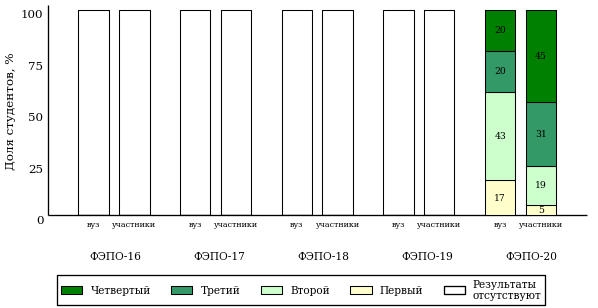 Доля студентов, %
100
75
50
25
0
20
20
43
17
45
31
19
5
вуз участники вуз участники вуз участники вуз участники вуз участники
ФЭПО-16 ФЭПО-17 ФЭПО-18 ФЭПО-19 ФЭПО-20
Четвертый Третий Второй Первый Результаты
отсутствуют